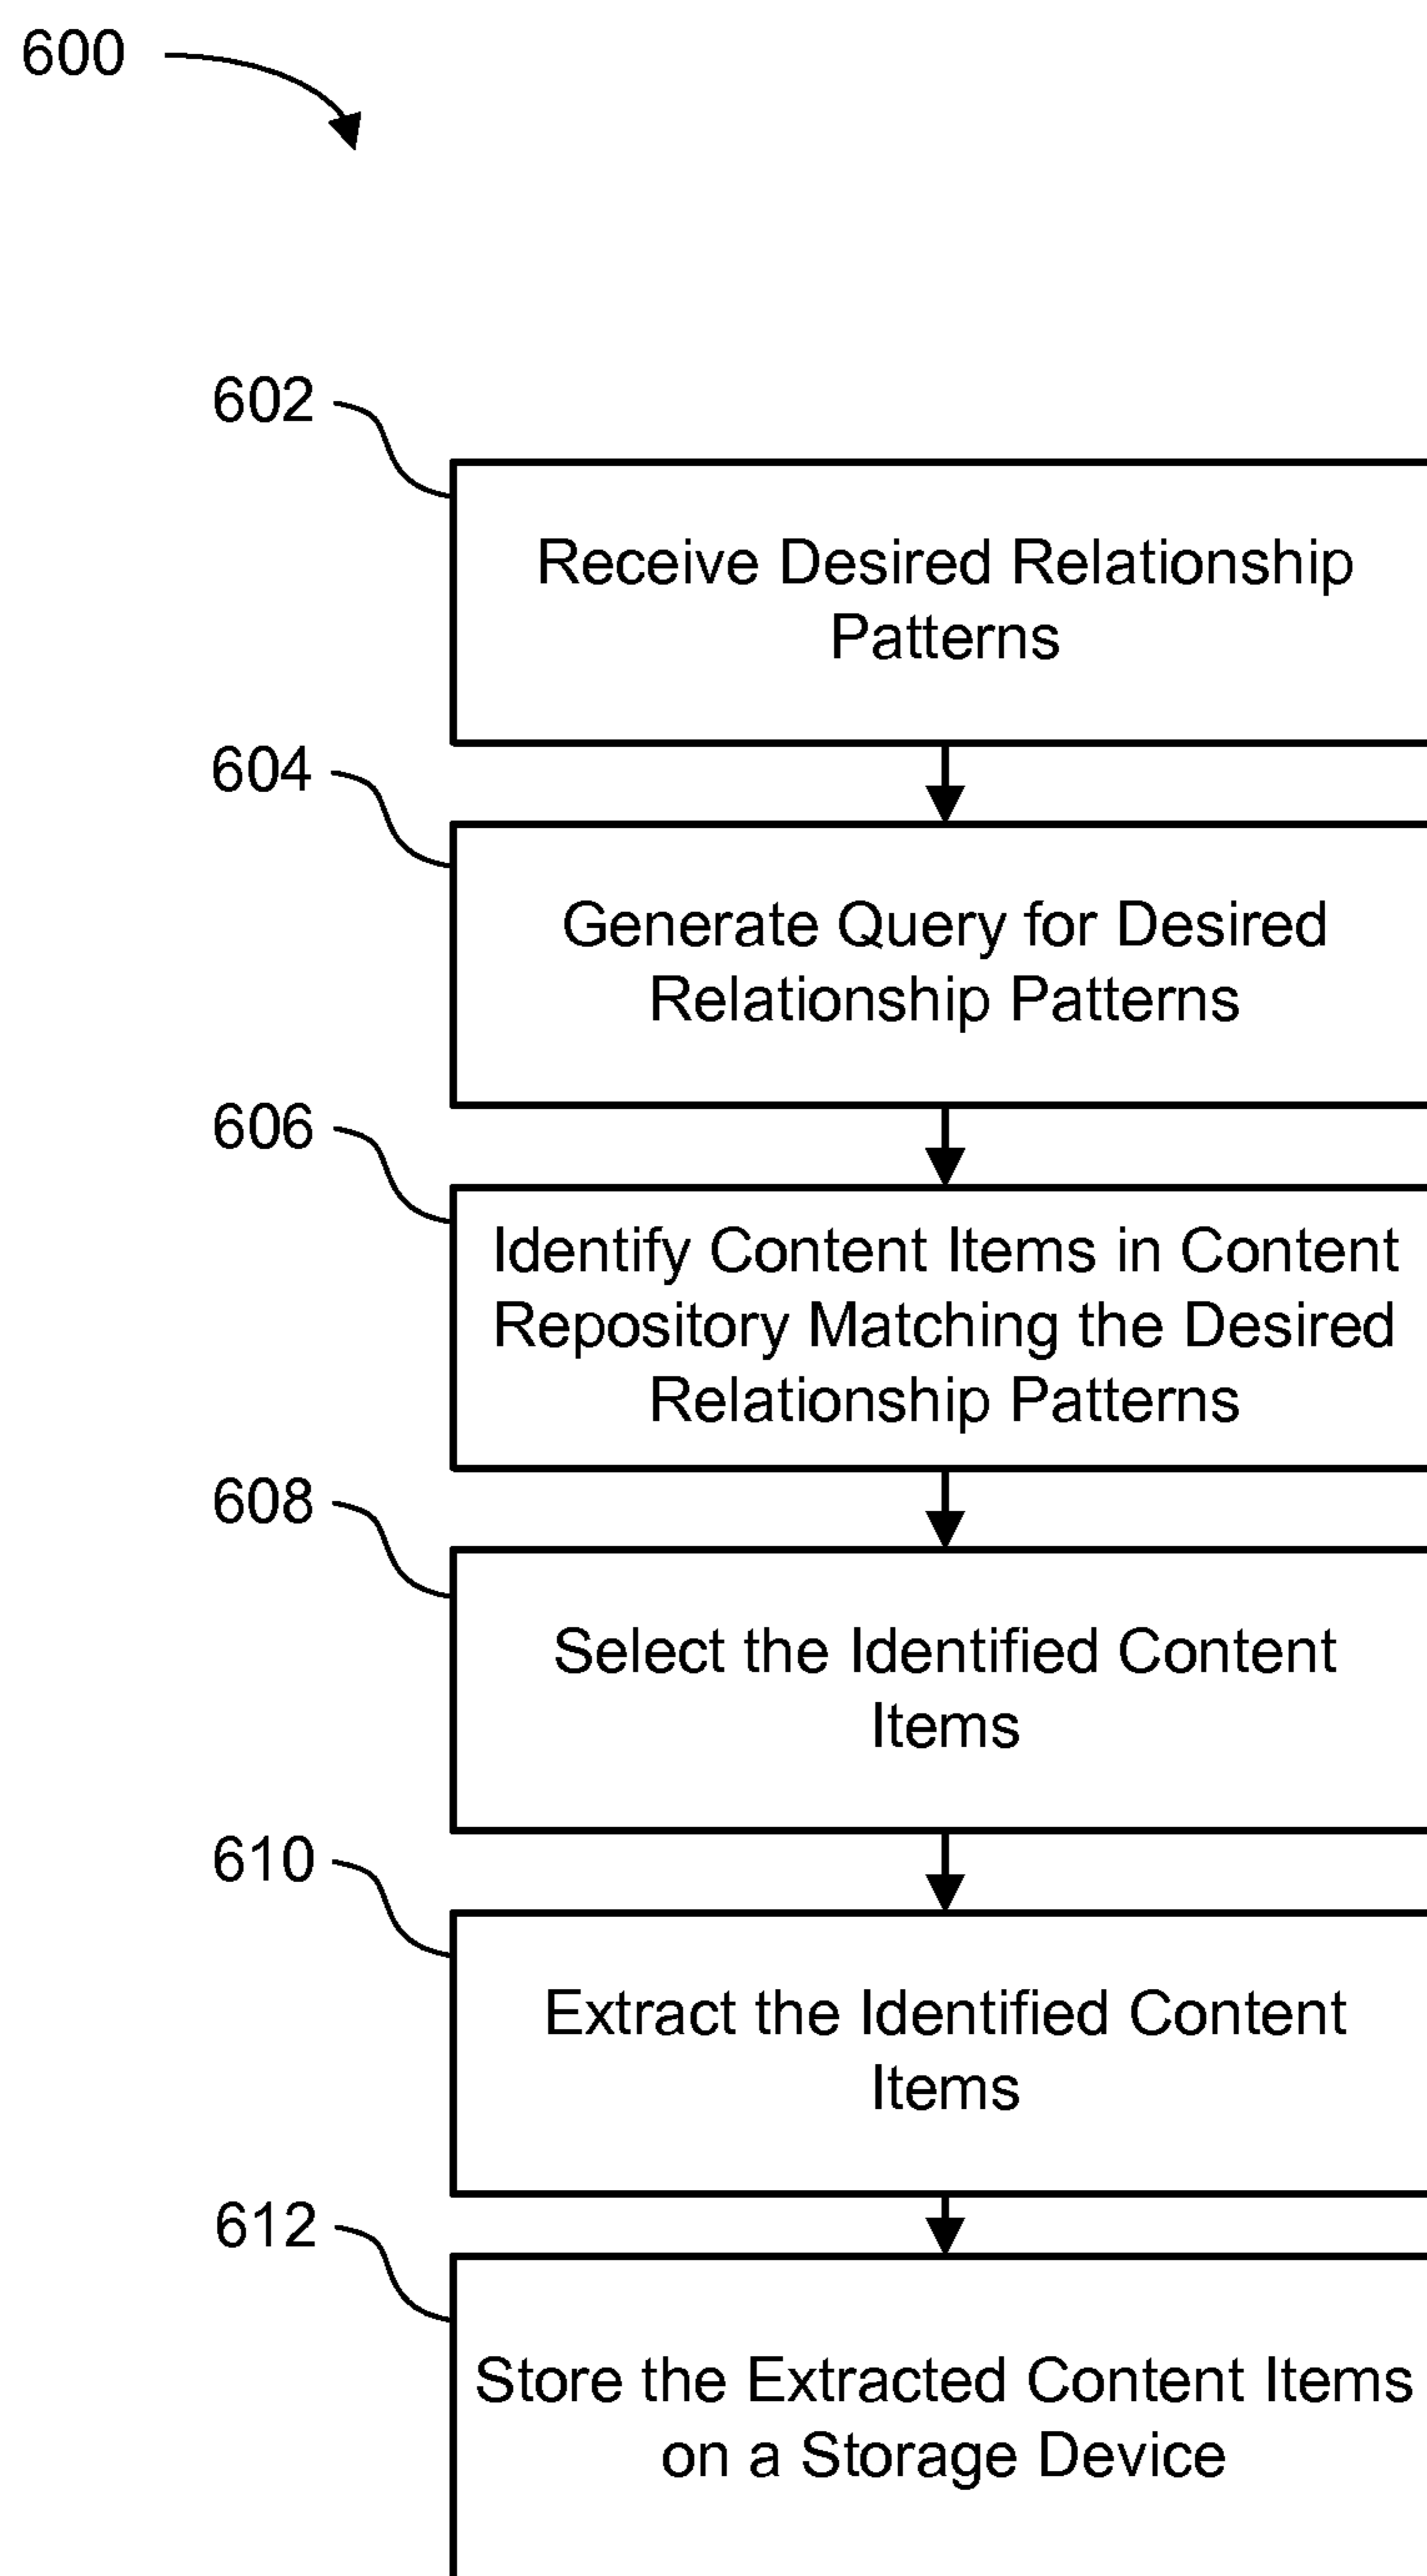 600
602
Receive Desired Relationship
Patterns
604
Generate Query for Desired
Relationship Patterns
606
Identify Content Items in Content
Repository Matching the Desired
Relationship Patterns
608
Select the Identified Content
Items
610
Extract the Identified Content
Items
612
Store the Extracted Content Items
on a Storage Device